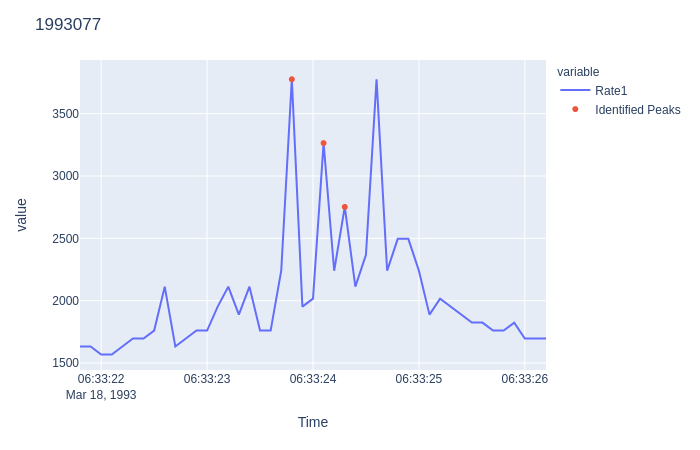 1993077
variable
Rate1
Identified Peaks
value
3500
3000
2500
2000
1500
06:33:22
Mar 18, 1993
06:33:23
06:33:24
06:33:25
06:33:26
Time